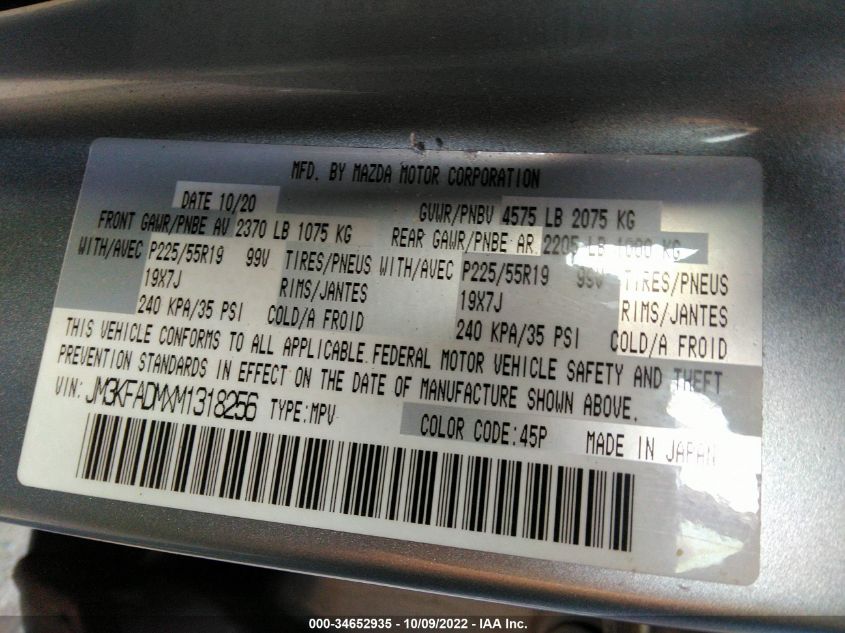 MFD. BY MAZDA MOTOR CORPORATION
DATE 10/20 GVWR/PNBV 4575 LB 2075 KG
FRONT GAWR/PNBE AV 2370 LB 1075 KG REAR GAWR/PNBE AR 2205 LB 1000 KG
WITH/AVEC P225/55R19 99V TIRES/PNEUS WITH/AVEC P225/55R19 99V TIRES/PNEUS
19X7J RIMS/JANTES 19X7J RIMS/JANTES
240 KPA/35 PSI COLD/A FROID 240 KPA/35 PSI COLD/A FROID
THIS VEHICLE CONFORMS TO ALL APPLICABLE FEDERAL MOTOR VEHICLE SAFETY AND THEFT
PREVENTION STANDARDS IN EFFECT ON THE DATE OF MANUFACTURE SHOWN ABOVE.
VIN: JM3KFADMXM1318256 TYPE:MPV COLOR CODE:45P MADE IN JAPAN
000-34652935 - 10/09/2022 - IAA Inc.